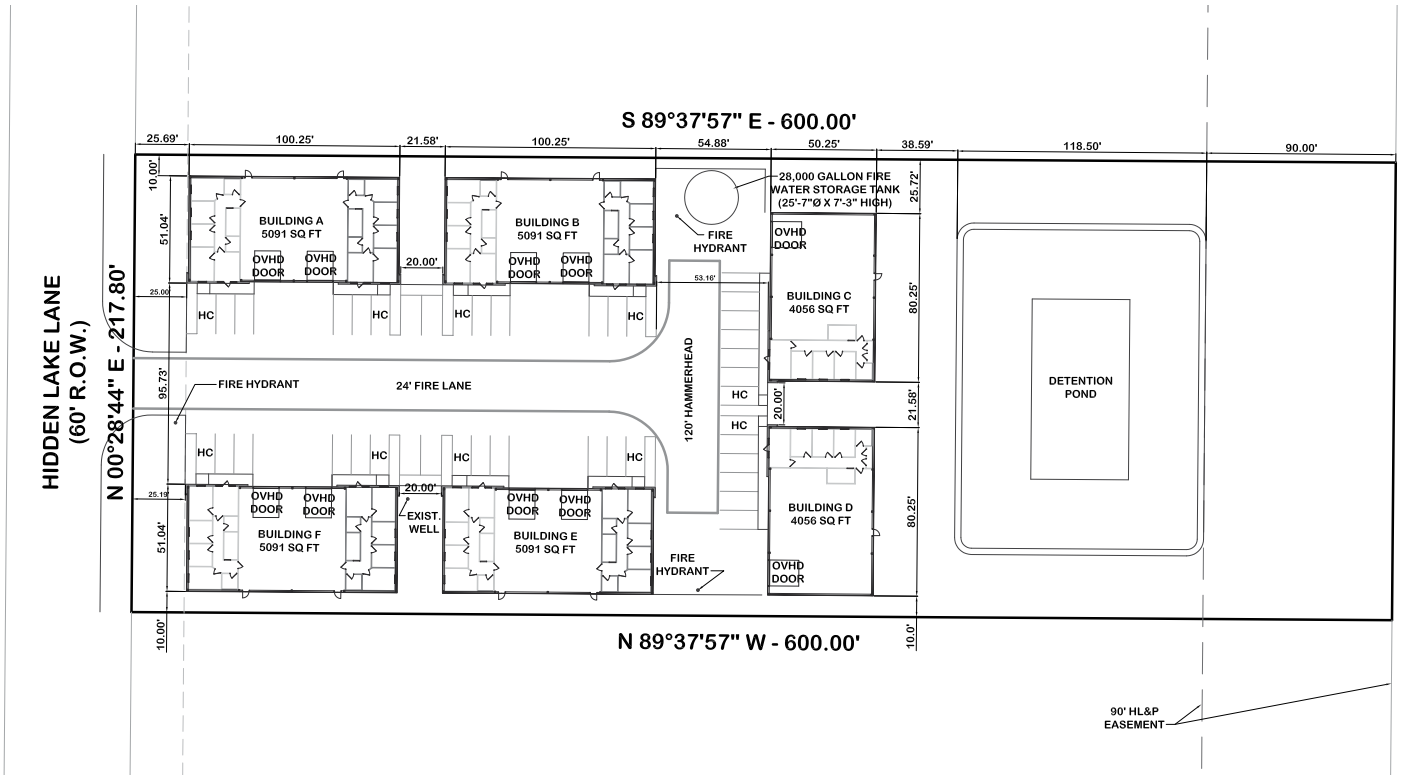 S 89°37'57" E - 600.00'
25.69'
100.25'
21.58'
100.25'
54.88'
50.25'
38.59'
118.50'
90.00'
10.00'
51.04'
25.00'
95.73'
25.19'
51.04'
10.00'
HIDDEN LAKE LANE
(60' R.O.W.)
N 00°28'44" E - 217.80'
BUILDING A
5091 SQ FT
OVHD
DOOR
OVHD
DOOR
20.00'
BUILDING B
5091 SQ FT
OVHD
DOOR
OVHD
DOOR
28,000 GALLON FIRE
WATER STORAGE TANK
(25'-7"Ø X 7'-3" HIGH)
FIRE
HYDRANT
25.72'
OVHD
DOOR
53.16'
BUILDING C
4056 SQ FT
80.25'
HC
HC
HC
HC
FIRE HYDRANT
24' FIRE LANE
120' HAMMERHEAD
HC
HC
20.00'
21.58'
DETENTION
POND
HC
HC
HC
HC
OVHD
DOOR
OVHD
DOOR
20.00'
EXIST.
WELL
BUILDING F
5091 SQ FT
OVHD
DOOR
OVHD
DOOR
BUILDING E
5091 SQ FT
BUILDING D
4056 SQ FT
80.25'
FIRE
HYDRANT
OVHD
DOOR
10.0'
N 89°37'57" W - 600.00'
90' HL&P
EASEMENT